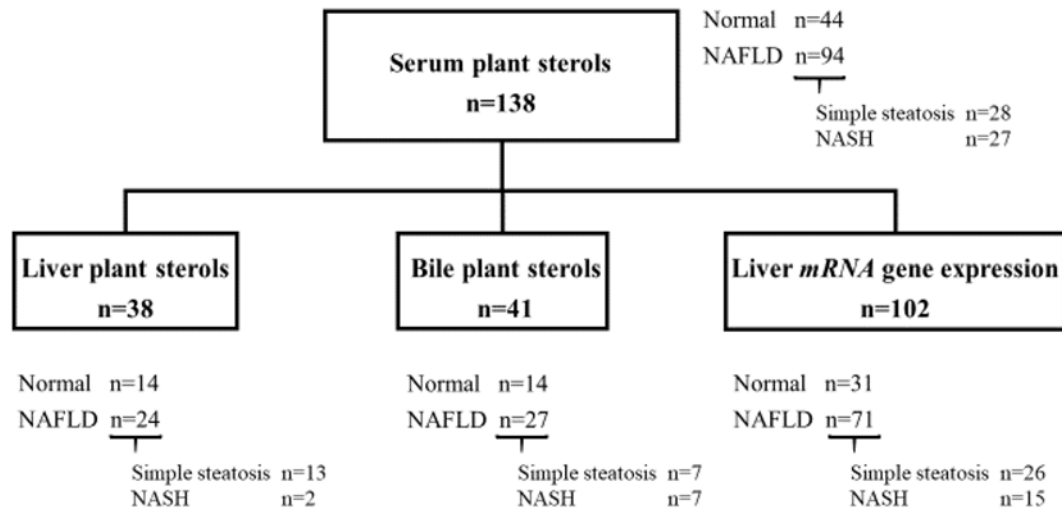 Serum plant sterols
n=138
Normal n=44
NAFLD n=94
Simple steatosis n=28
NASH n=27
Liver plant sterols
n=38
Normal n=14
NAFLD n=24
Simple steatosis n=13
NASH n=2
Bile plant sterols
n=41
Normal n=14
NAFLD n=27
Simple steatosis n=7
NASH n=7
Liver mRNA gene expression
n=102
Normal n=31
NAFLD n=71
Simple steatosis n=26
NASH n=15